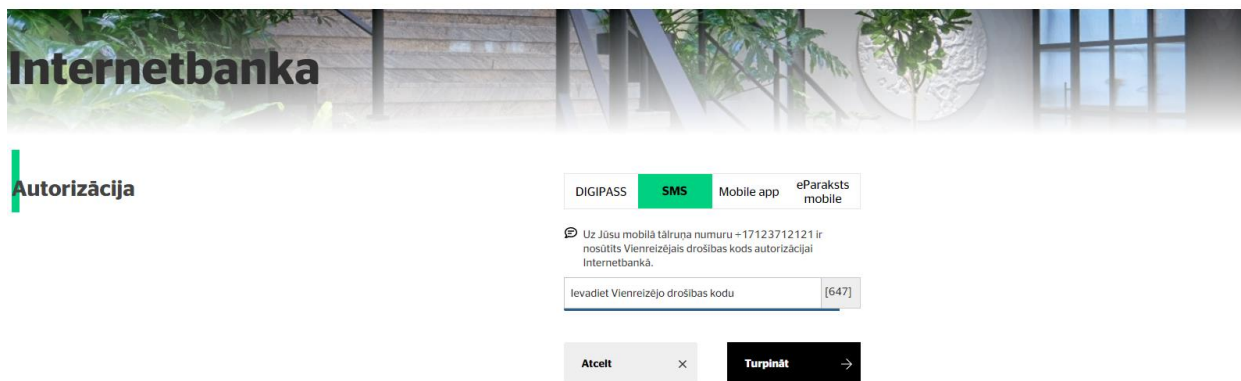 Internetbanka
Autorizācija
DIGIPASS
SMS
Mobile app
eParaksts
mobile
Uz Jūsu mobilā tālruņa numuru +17123712121 ir
nosūtīts Vienreizējais drošības kods autorizācijai
Internetbankā.
Ievadiet Vienreizējo drošības kodu
[647]
Atcelt
Turpināt